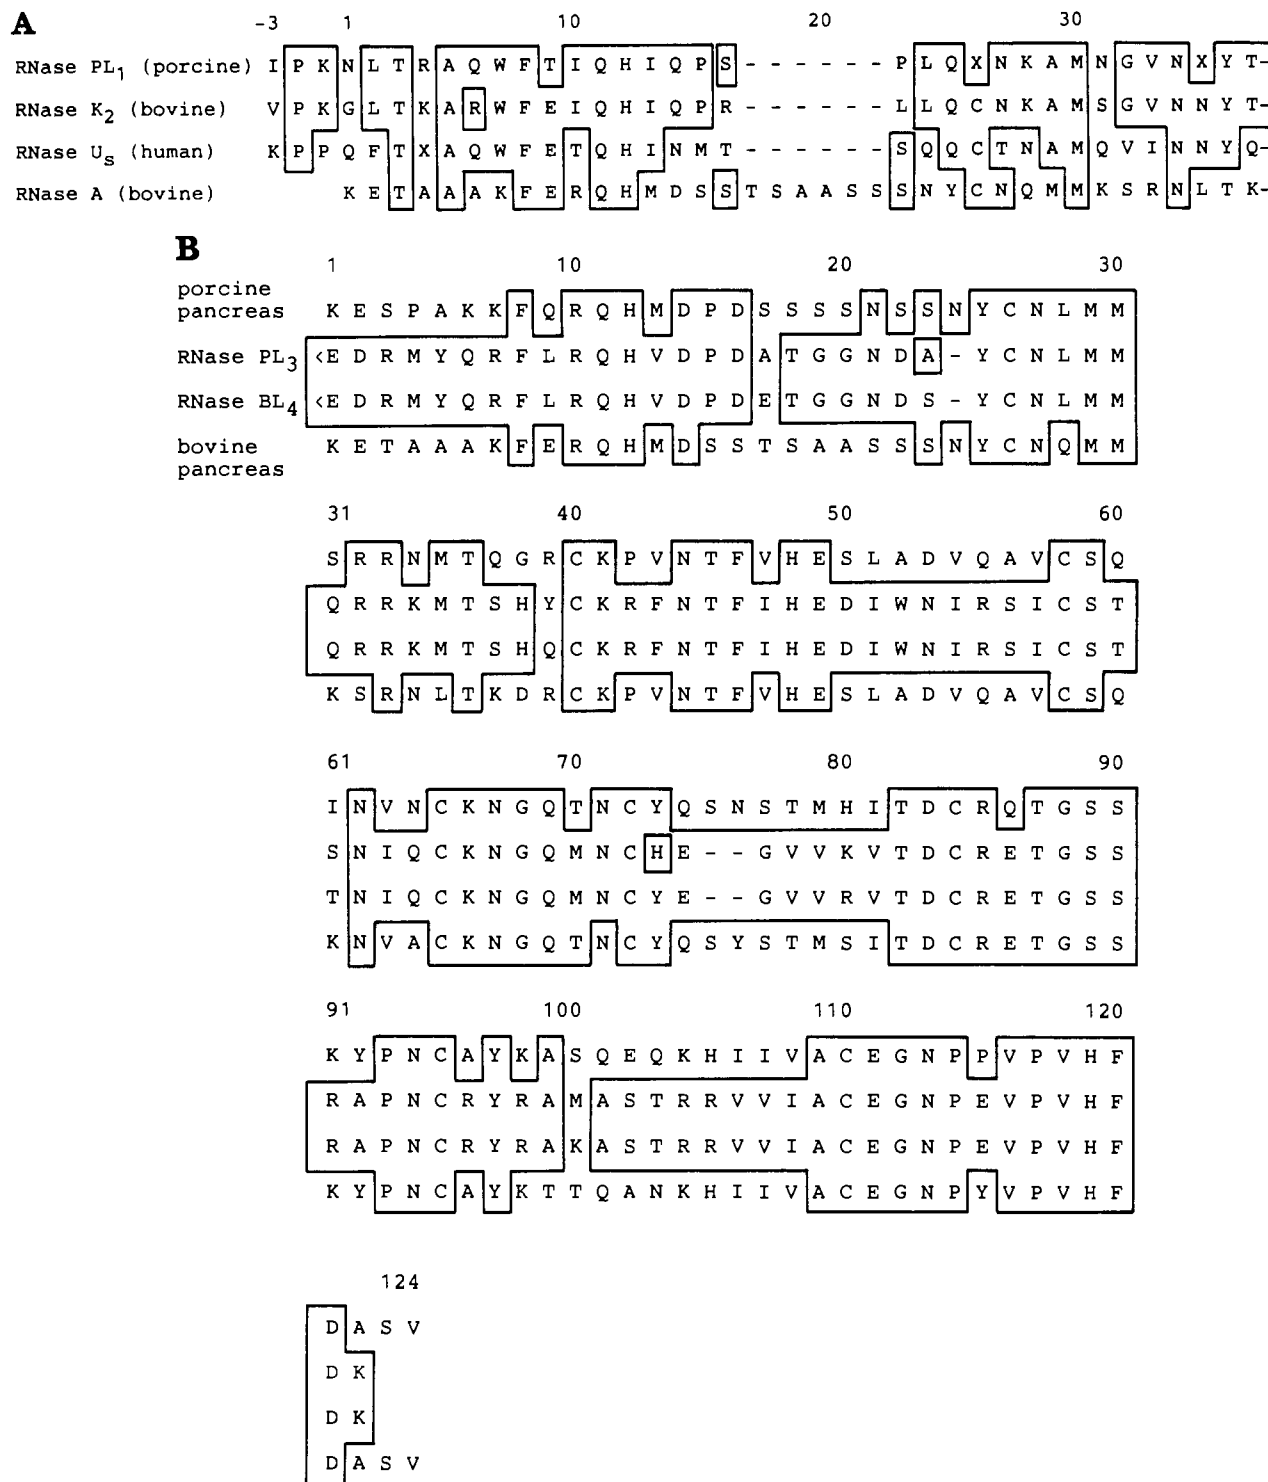 A
-3 1 10 20 30
RNase PL1 (porcine) I P K N L T R A Q W F T I Q H I Q P S - - - - - - P L Q X N K A M N G V N X Y T-
RNase K2 (bovine) V P K G L T K A R W F E I Q H I Q P R - - - - - - L L Q C N K A M S G V N N Y T-
RNase Us (human) K P P Q F T X A Q W F E T Q H I N M T - - - - - - S Q Q C T N A M Q V I N N Y Q-
RNase A (bovine) K E T A A A K F E R Q H M D S S T S A A S S S N Y C N Q M M K S R N L T K-
B
1 10 20 30
porcine pancreas K E S P A K K F Q R Q H M D P D S S S S N S S N Y C N L M M
RNase PL3 <E D R M Y Q R F L R Q H V D P D A T G G N D A - Y C N L M M
RNase BL4 <E D R M Y Q R F L R Q H V D P D E T G G N D S - Y C N L M M
bovine pancreas K E T A A A K F E R Q H M D S S T S A A S S S N Y C N Q M M
31 40 50 60
S R R N M T Q G R C K P V N T F V H E S L A D V Q A V C S Q
Q R R K M T S H Y C K R F N T F I H E D I W N I R S I C S T
Q R R K M T S H Q C K R F N T F I H E D I W N I R S I C S T
K S R N L T K D R C K P V N T F V H E S L A D V Q A V C S Q
61 70 80 90
I N V N C K N G Q T N C Y Q S N S T M H I T D C R Q T G S S
S N I Q C K N G Q M N C H E - - G V V K V T D C R E T G S S
T N I Q C K N G Q M N C Y E - - G V V R V T D C R E T G S S
K N V A C K N G Q T N C Y Q S Y S T M S I T D C R E T G S S
91 100 110 120
K Y P N C A Y K A S Q E Q K H I I V A C E G N P P V P V H F
R A P N C R Y R A M A S T R R V V I A C E G N P E V P V H F
R A P N C R Y R A K A S T R R V V I A C E G N P E V P V H F
K Y P N C A Y K T T Q A N K H I I V A C E G N P Y V P V H F
124
D A S V
D K
D K
D A S V